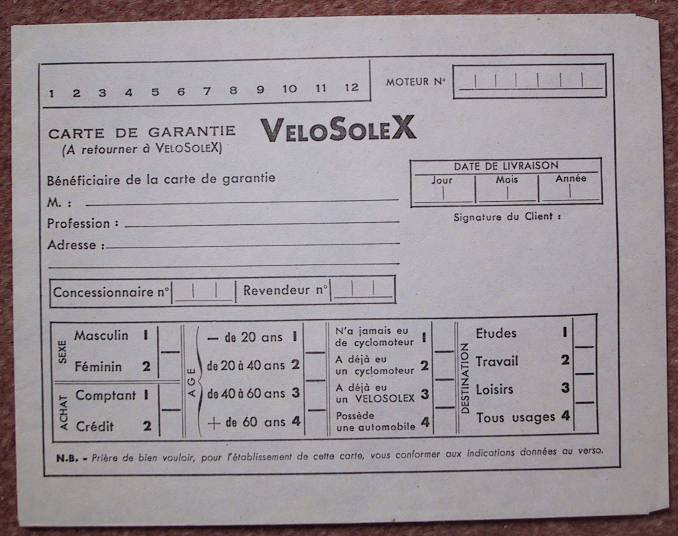 1 2 3 4 5 6 7 8 9 10 11 12
MOTEUR N°
CARTE DE GARANTIE VELOSOLEX
(A retourner à VELOSOLEX)
DATE DE LIVRAISON
Jour Mois Année
Bénéficiaire de la carte de garantie
M. :
Signature du Client :
Profession :
Adresse :
Concessionnaire n° Revendeur n°
SEXE
Masculin 1
Féminin 2
ACHAT
Comptant 1
Crédit 2
AGE
- de 20 ans 1
de 20 à 40 ans 2
de 40 à 60 ans 3
+ de 60 ans 4
N'a jamais eu
de cyclomoteur 1
A déjà eu
un cyclomoteur 2
A déjà eu
un VELOSOLEX 3
Possède
une automobile 4
DESTINATION
Etudes 1
Travail 2
Loisirs 3
Tous usages 4
N.B. - Prière de bien vouloir, pour l'établissement de cette carte, vous conformer aux indications données au verso.